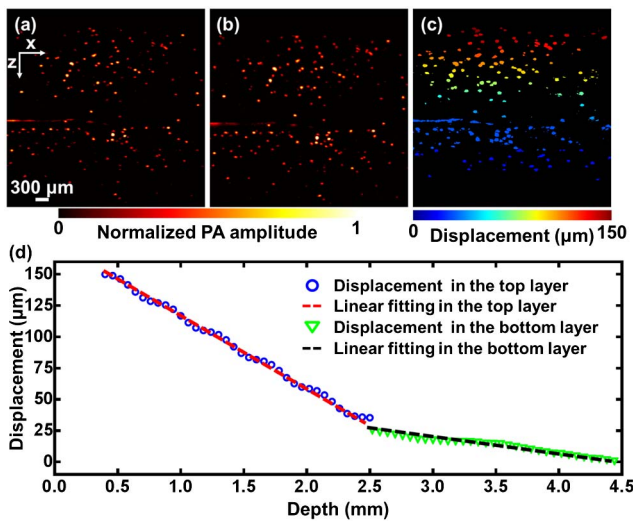 (a) (b) (c)
x
z
300 µm
0 1 0 150
Normalized PA amplitude Displacement (µm)
(d)
150
125
100
75
50
25
0
Displacement (µm)
Displacement in the top layer
Linear fitting in the top layer
Displacement in the bottom layer
Linear fitting in the bottom layer
0.0 0.5 1.0 1.5 2.0 2.5 3.0 3.5 4.0 4.5
Depth (mm)